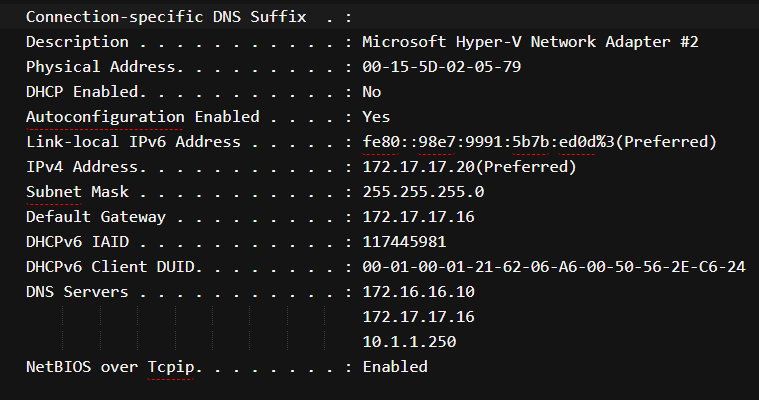 Connection-specific DNS Suffix  . :
Description . . . . . . . . . . . : Microsoft Hyper-V Network Adapter #2
Physical Address. . . . . . . . . : 00-15-5D-02-05-79
DHCP Enabled. . . . . . . . . . . : No
Autoconfiguration Enabled . . . . : Yes
Link-local IPv6 Address . . . . . : fe80::98e7:9991:5b7b:ed0d%3(Preferred)
IPv4 Address. . . . . . . . . . . : 172.17.17.20(Preferred)
Subnet Mask . . . . . . . . . . . : 255.255.255.0
Default Gateway . . . . . . . . . : 172.17.17.16
DHCPv6 IAID . . . . . . . . . . . : 117445981
DHCPv6 Client DUID. . . . . . . . : 00-01-00-01-21-62-06-A6-00-50-56-2E-C6-24
DNS Servers . . . . . . . . . . . : 172.16.16.10
172.17.17.16
10.1.1.250
NetBIOS over Tcpip. . . . . . . . : Enabled